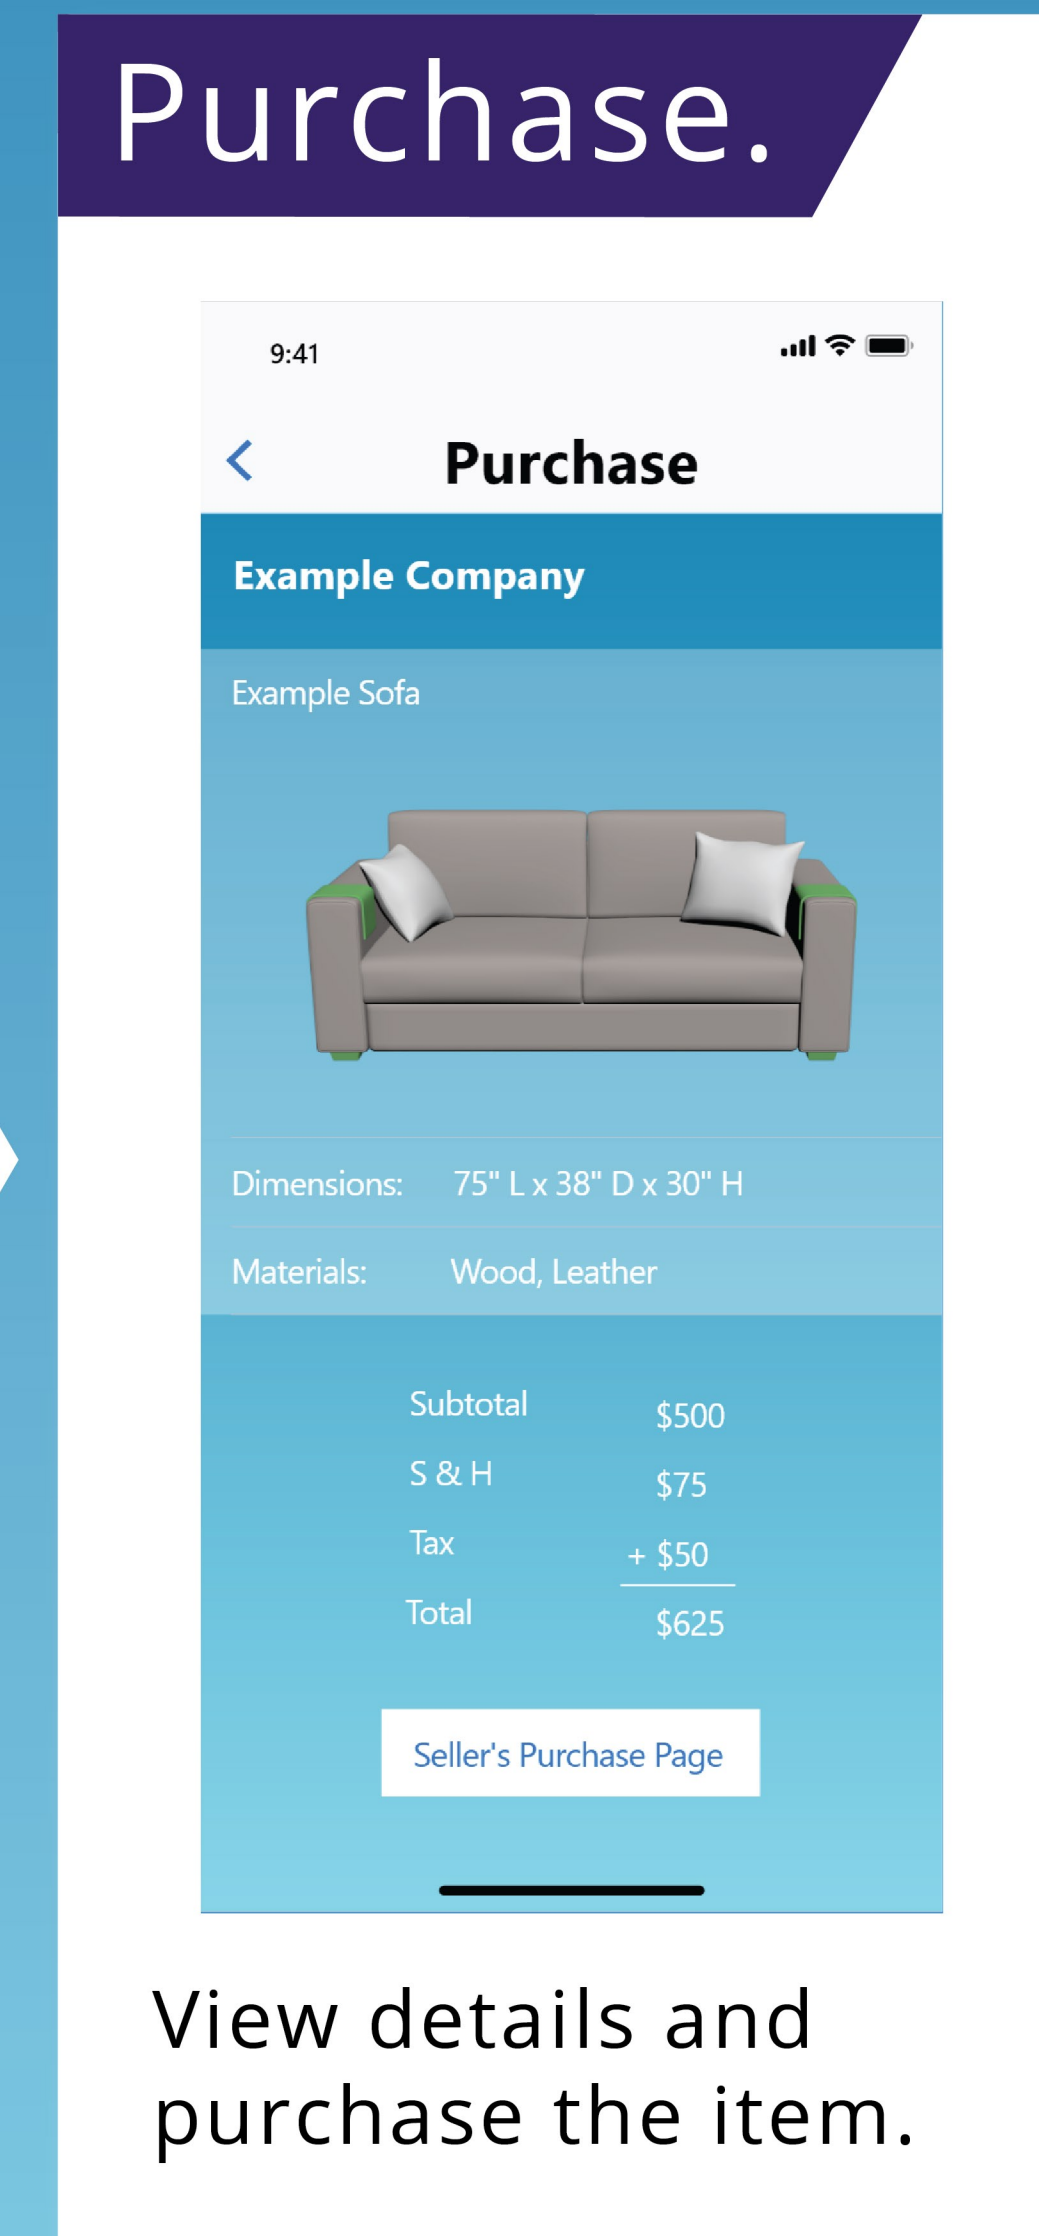 Purchase.
9:41
Purchase
Example Company
Example Sofa
Dimensions: 75" L x 38" D x 30" H
Materials: Wood, Leather
Subtotal $500
S & H $75
Tax + $50
Total $625
Seller's Purchase Page
View details and
purchase the item.